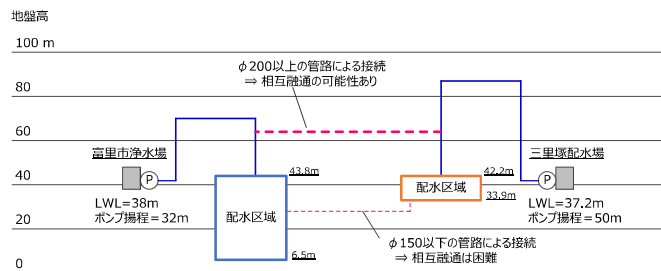 地盤高
100 m
80
60
40
20
0
φ200以上の管路による接続
⇒ 相互融通の可能性あり
富里市浄水場
P
LWL=38m
ポンプ揚程=32m
43.8m
配水区域
6.5m
42.2m
配水区域
33.9m
三里塚配水場
P
LWL=37.2m
ポンプ揚程=50m
φ150以下の管路による接続
⇒ 相互融通は困難